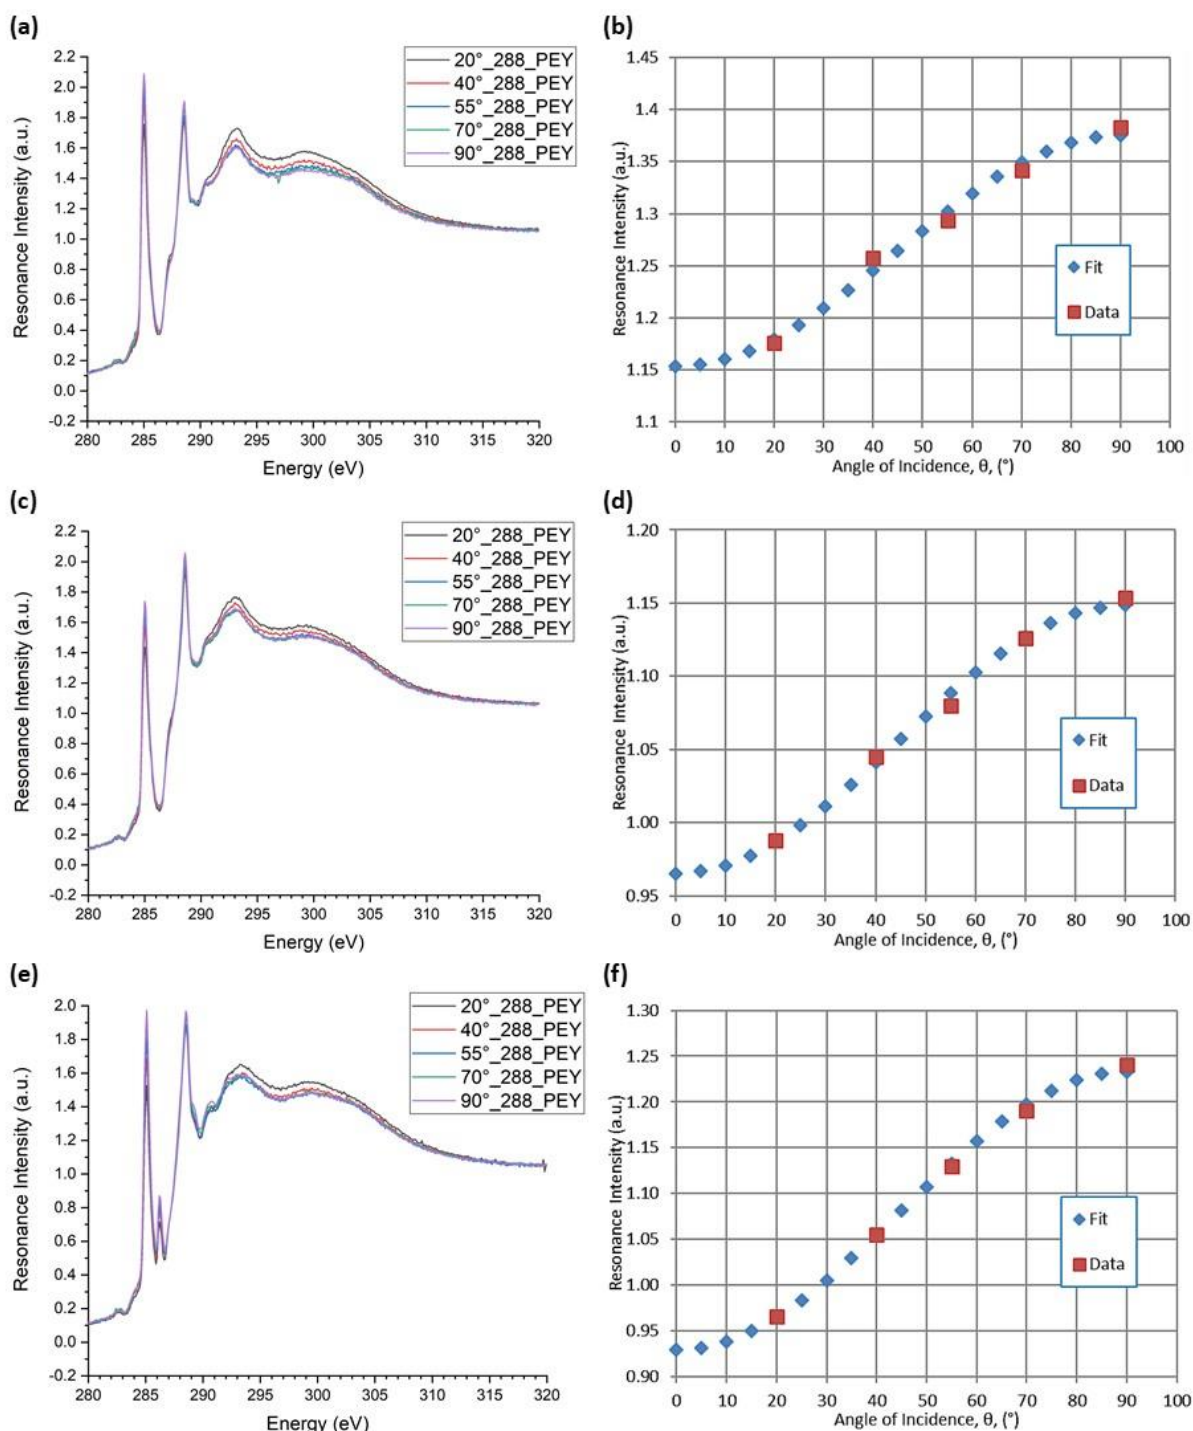 (a)
2.2
2.0
1.8
1.6
1.4
1.2
1.0
0.8
0.6
0.4
0.2
0.0
-0.2
Resonance Intensity (a.u.)
20°_288_PEY
40°_288_PEY
55°_288_PEY
70°_288_PEY
90°_288_PEY
280 285 290 295 300 305 310 315 320
Energy (eV)
(b)
1.45
1.4
1.35
1.3
1.25
1.2
1.15
1.1
Resonance Intensity (a.u.)
Fit
Data
0 10 20 30 40 50 60 70 80 90 100
Angle of Incidence, θ, (°)
(c)
2.2
2.0
1.8
1.6
1.4
1.2
1.0
0.8
0.6
0.4
0.2
0.0
-0.2
Resonance Intensity (a.u.)
20°_288_PEY
40°_288_PEY
55°_288_PEY
70°_288_PEY
90°_288_PEY
280 285 290 295 300 305 310 315 320
Energy (eV)
(d)
1.20
1.15
1.10
1.05
1.00
0.95
Resonance Intensity (a.u.)
Fit
Data
0 10 20 30 40 50 60 70 80 90 100
Angle of Incidence, θ, (°)
(e)
2.0
1.8
1.6
1.4
1.2
1.0
0.8
0.6
0.4
0.2
0.0
-0.2
Resonance Intensity (a.u.)
20°_288_PEY
40°_288_PEY
55°_288_PEY
70°_288_PEY
90°_288_PEY
280 285 290 295 300 305 310 315 320
Energy (eV)
(f)
1.30
1.25
1.20
1.15
1.10
1.05
1.00
0.95
0.90
Resonance Intensity (a.u.)
Fit
Data
0 10 20 30 40 50 60 70 80 90 100
Angle of Incidence, θ, (°)